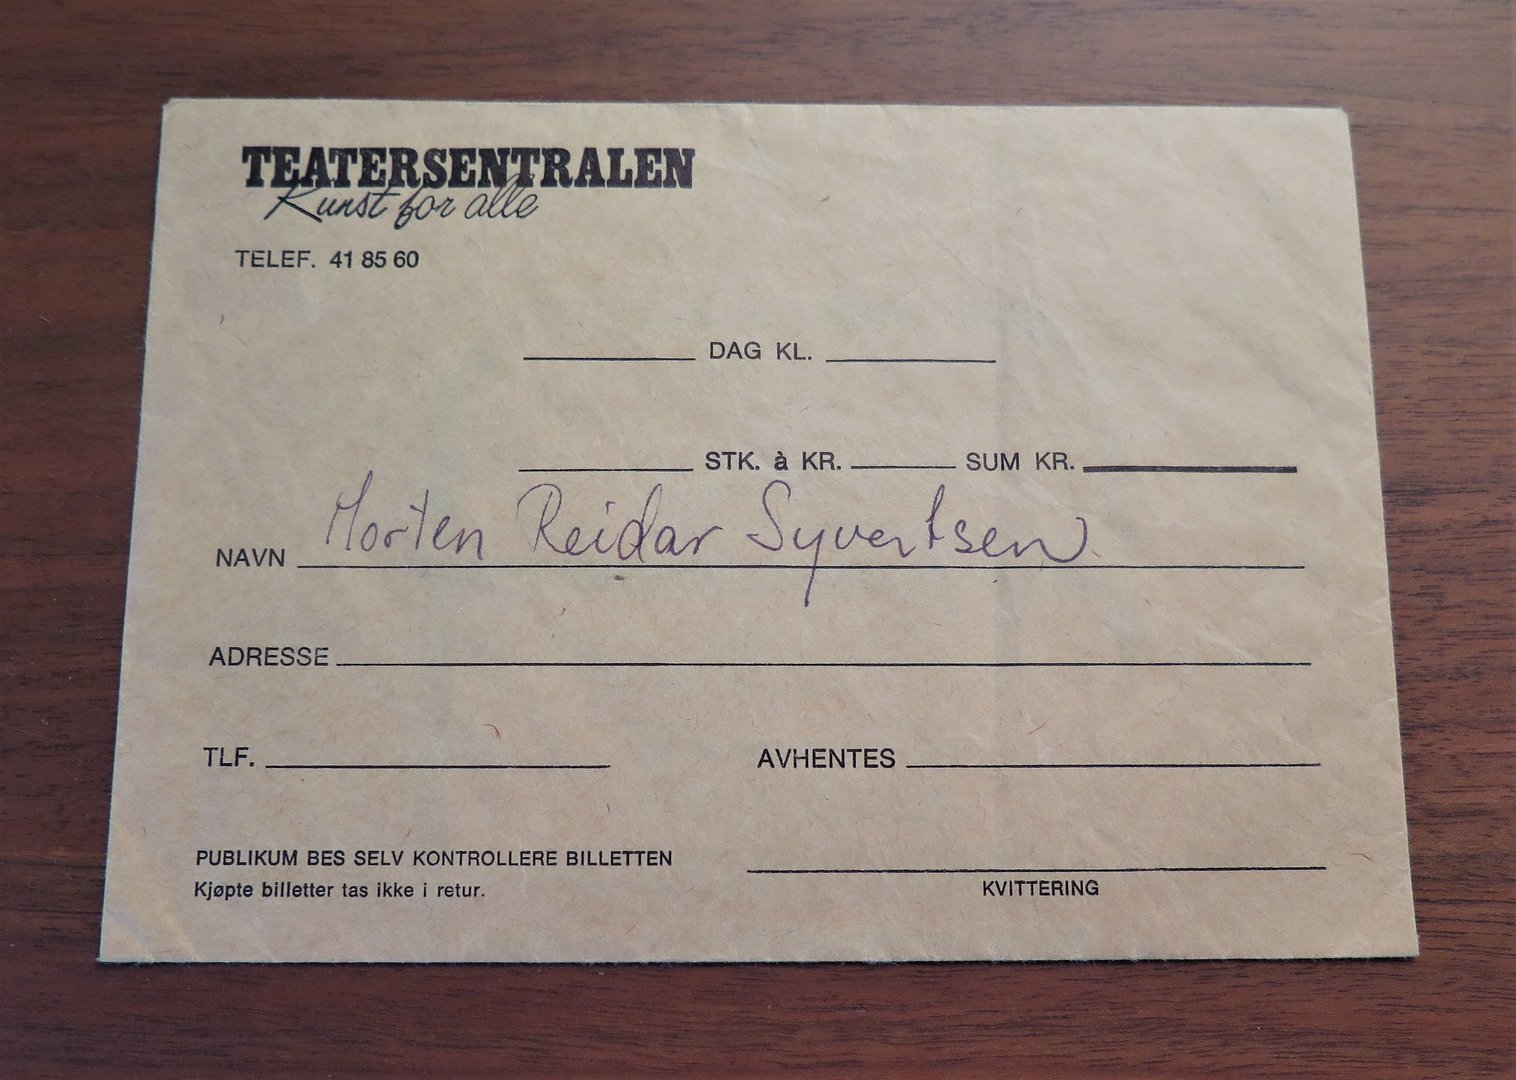 TEATERSENTRALEN
Kunst for alle
TELEF. 41 85 60
DAG KL.
STK. à KR. SUM KR.
NAVN Morten Reidar Syvertsen
ADRESSE
TLF. AVHENTES
PUBLIKUM BES SELV KONTROLLERE BILLETTEN
Kjøpte billetter tas ikke i retur.
KVITTERING